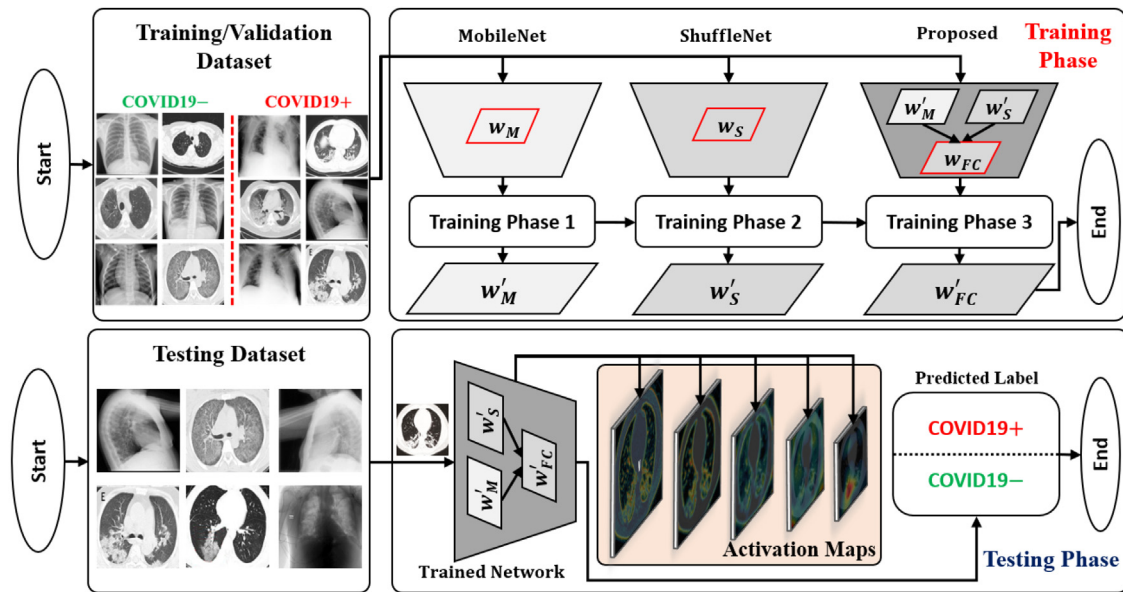 Start
Training/Validation
Dataset
COVID19−
COVID19+
E
MobileNet
ShuffleNet
Proposed
Training
Phase
w_M
w_S
w'_M
w'_S
w_FC
Training Phase 1
Training Phase 2
Training Phase 3
w'_M
w'_S
w'_FC
End
Start
Testing Dataset
E
w'_S
w'_M
w'_FC
Trained Network
Activation Maps
Predicted Label
COVID19+
COVID19−
Testing Phase
End